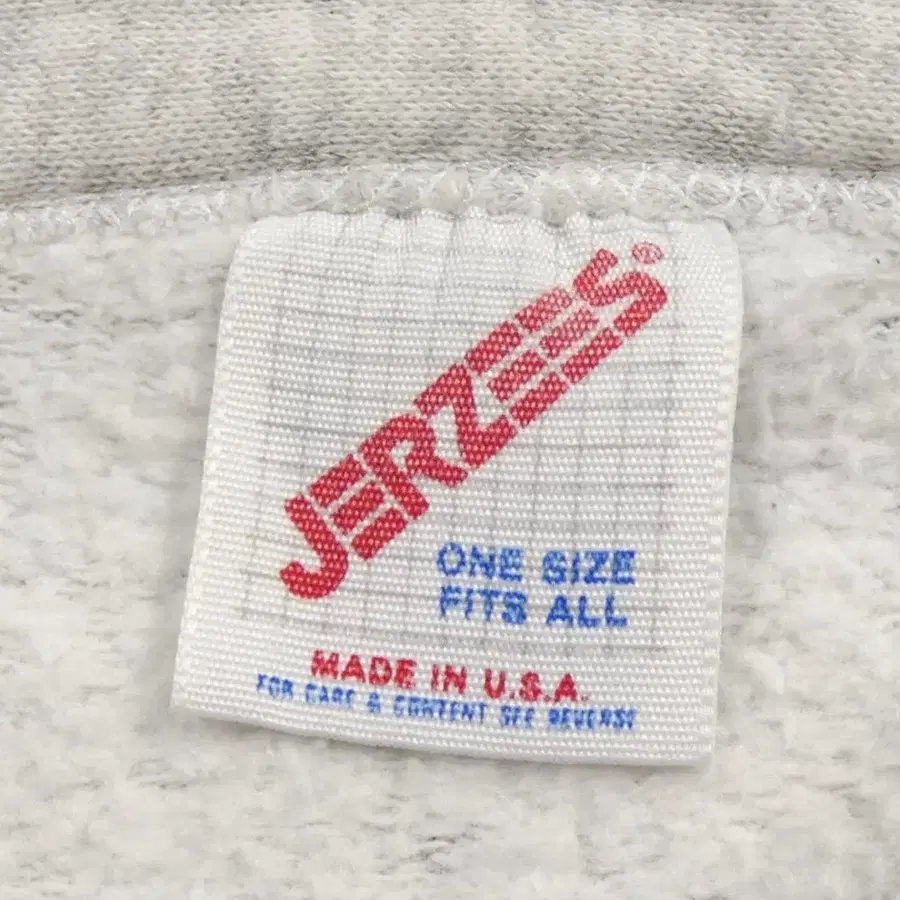 JERZEES®
ONE SIZE
FITS ALL
MADE IN U.S.A.
FOR CARE & CONTENT SEE REVERSE